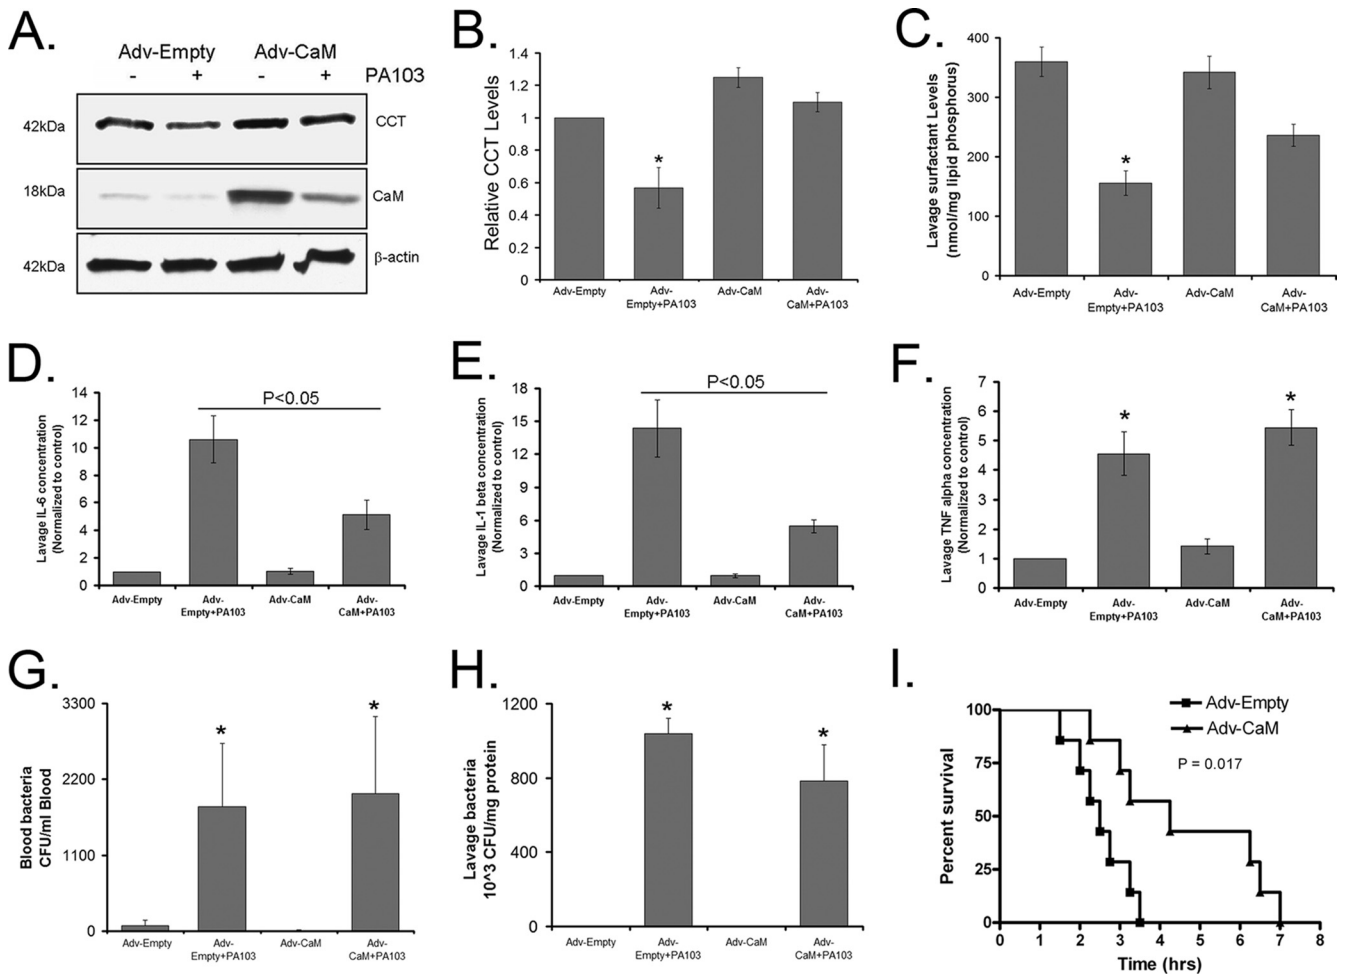 A.
Adv-Empty Adv-CaM
- + - + PA103
42kDa CCT
18kDa CaM
42kDa β-actin
B.
Relative CCT Levels
1.4
1.2
1
0.8
0.6
0.4
0.2
0
*
Adv-Empty Adv- Adv-CaM Adv-
Empty+PA103 CaM+PA103
C.
Lavage surfactant Levels
(nmol/mg lipid phosphorus)
400
300
200
100
0
*
Adv-Empty Adv- Adv-CaM Adv-
Empty+PA103 CaM+PA103
D.
Lavage IL-6 concentration
(Normalized to control)
14
12
10
8
6
4
2
0
P<0.05
Adv-Empty Adv- Adv-CaM Adv-
Empty+PA103 CaM+PA103
E.
Lavage IL-1 beta concentration
(Normalized to control)
18
15
12
9
6
3
0
P<0.05
Adv-Empty Adv- Adv-CaM Adv-
Empty+PA103 CaM+PA103
F.
Lavage TNF alpha concentration
(Normalized to control)
7
6
5
4
3
2
1
0
* *
Adv-Empty Adv- Adv-CaM Adv-
Empty+PA103 CaM+PA103
G.
Blood bacteria
CFU/ml Blood
3300
2200
1100
0
* *
Adv-Empty Adv- Adv-CaM Adv-
Empty+PA103 CaM+PA103
H.
Lavage bacteria
10^3 CFU/mg protein
1200
800
400
0
* *
Adv-Empty Adv- Adv-CaM Adv-
Empty+PA103 CaM+PA103
I.
Percent survival
100
75
50
25
0
Adv-Empty
Adv-CaM
P = 0.017
0 1 2 3 4 5 6 7 8
Time (hrs)